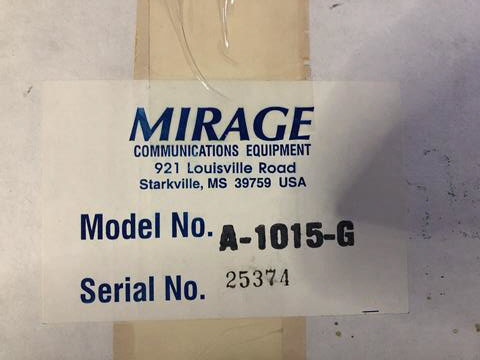 MIRAGE
COMMUNICATIONS EQUIPMENT
921 Louisville Road
Starkville, MS 39759 USA
Model No. A-1015-G
Serial No. 25374